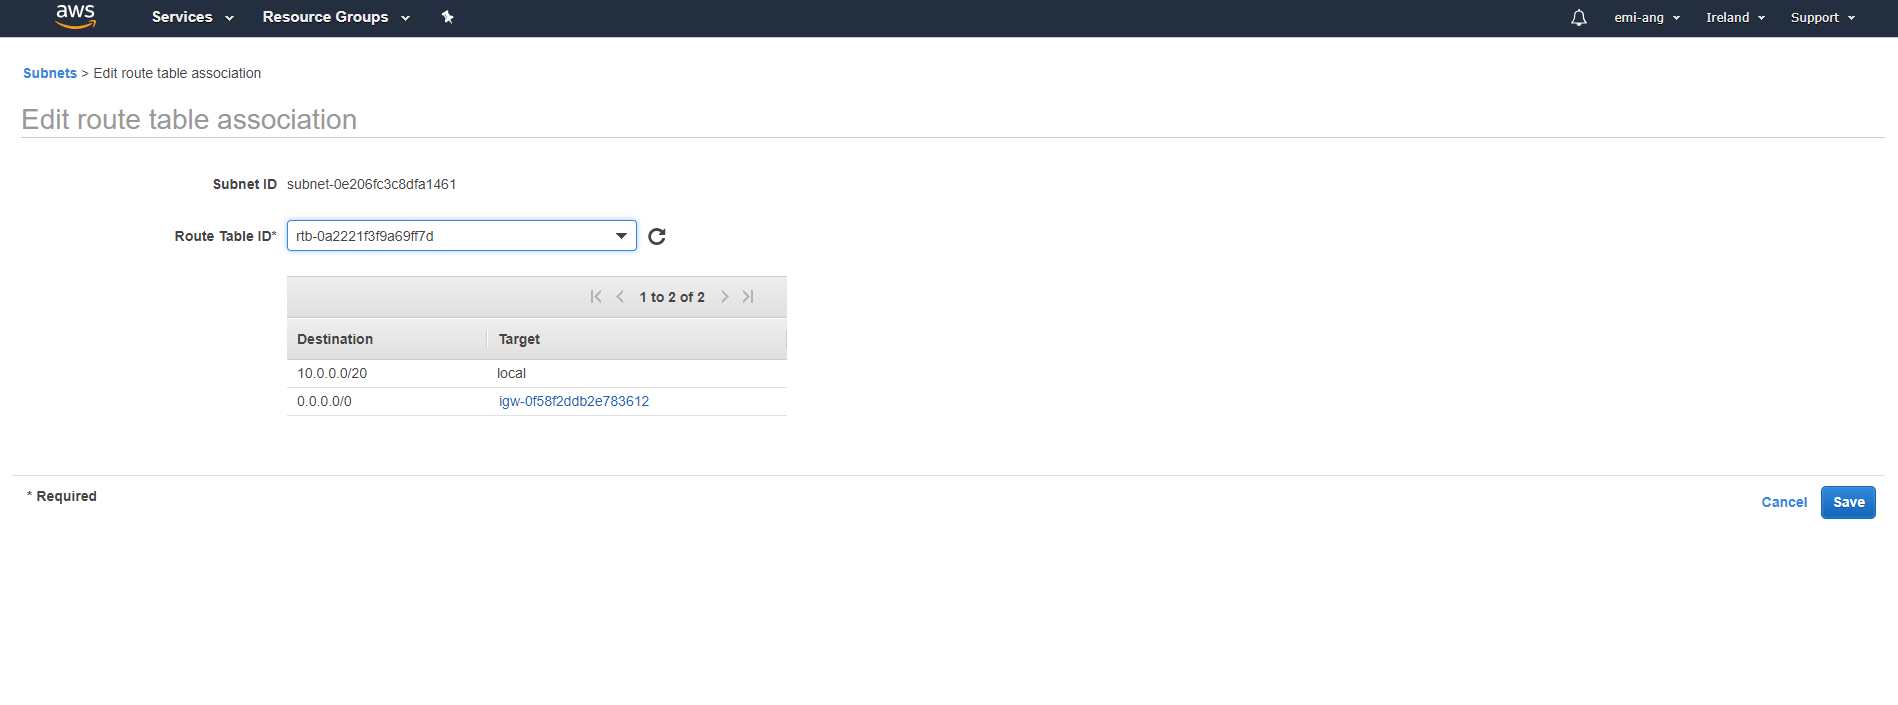 aws Services Resource Groups emi-ang Ireland Support
Subnets > Edit route table association
Edit route table association
Subnet ID subnet-0e206fc3c8dfa1461
Route Table ID* rtb-0a2221f3f9a69ff7d
1 to 2 of 2
Destination Target
10.0.0.0/20 local
0.0.0.0/0 igw-0f58f2ddb2e783612
* Required
Cancel Save